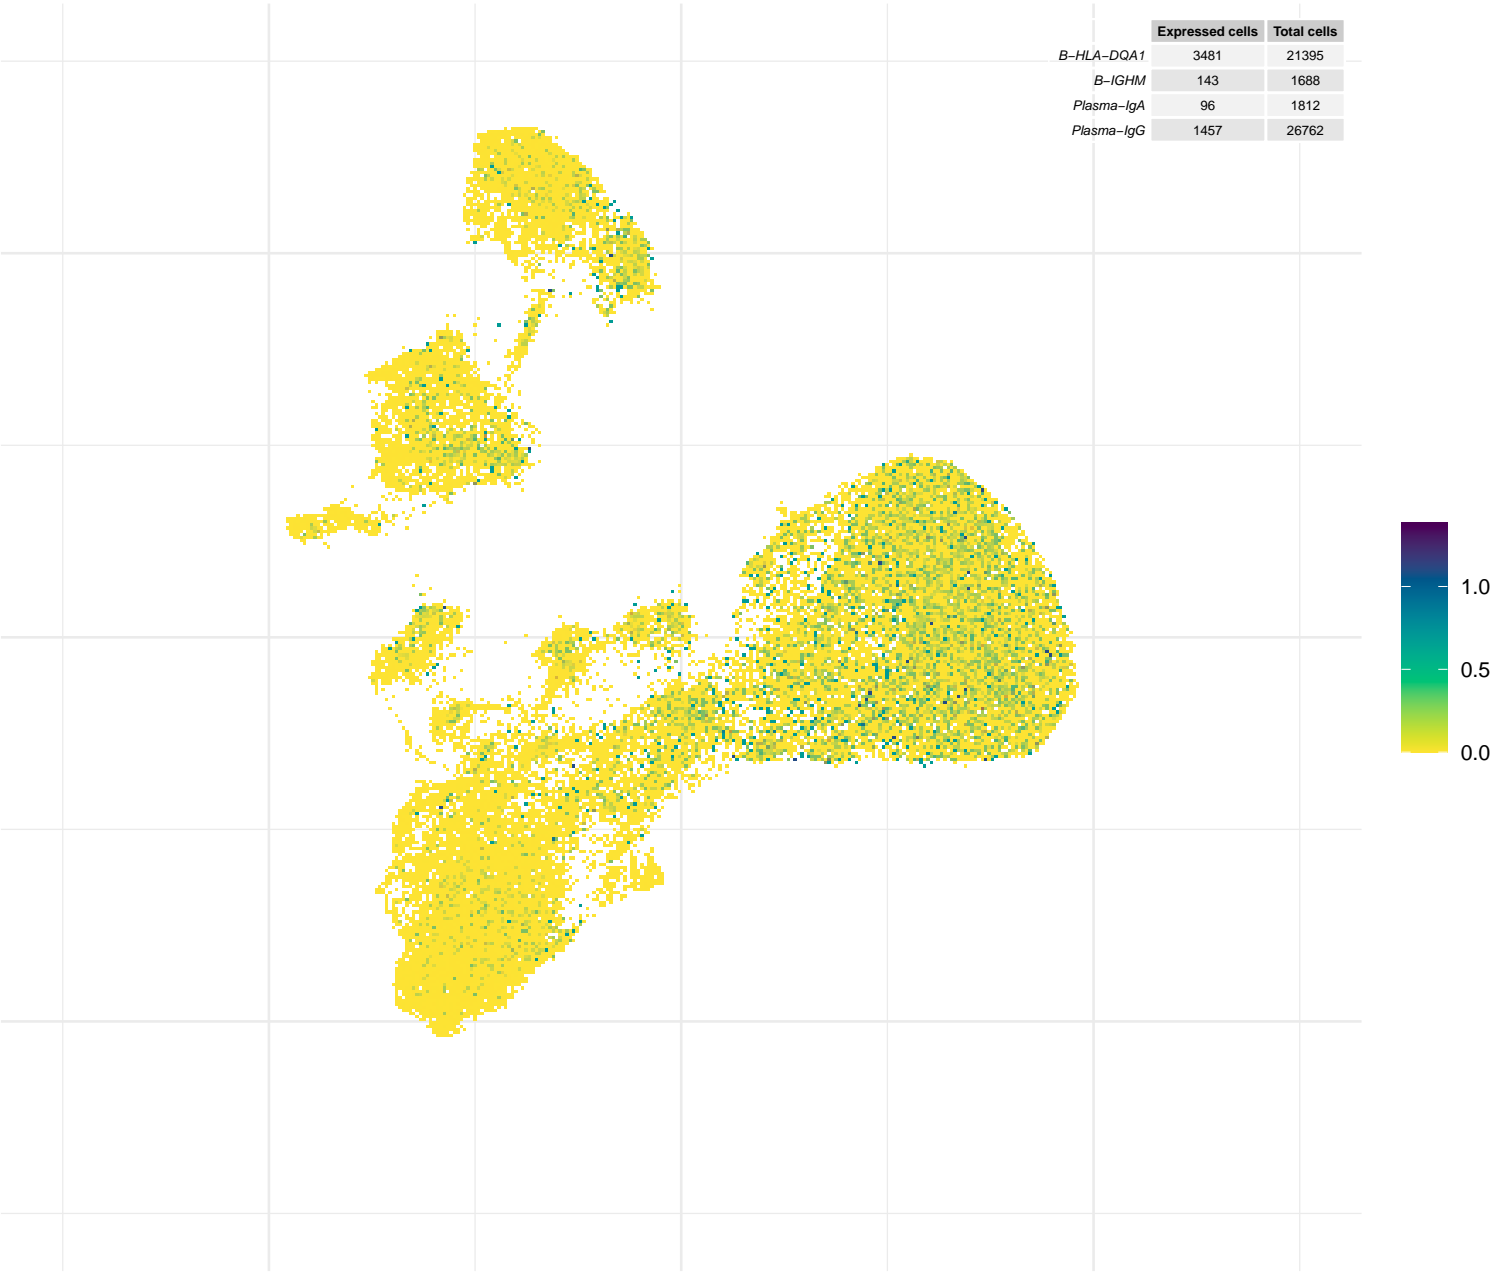 Expressed cells Total cells
B−HLA−DQA1 3481 21395
B−IGHM 143 1688
Plasma−IgA 96 1812
Plasma−IgG 1457 26762
1.0
0.5
0.0